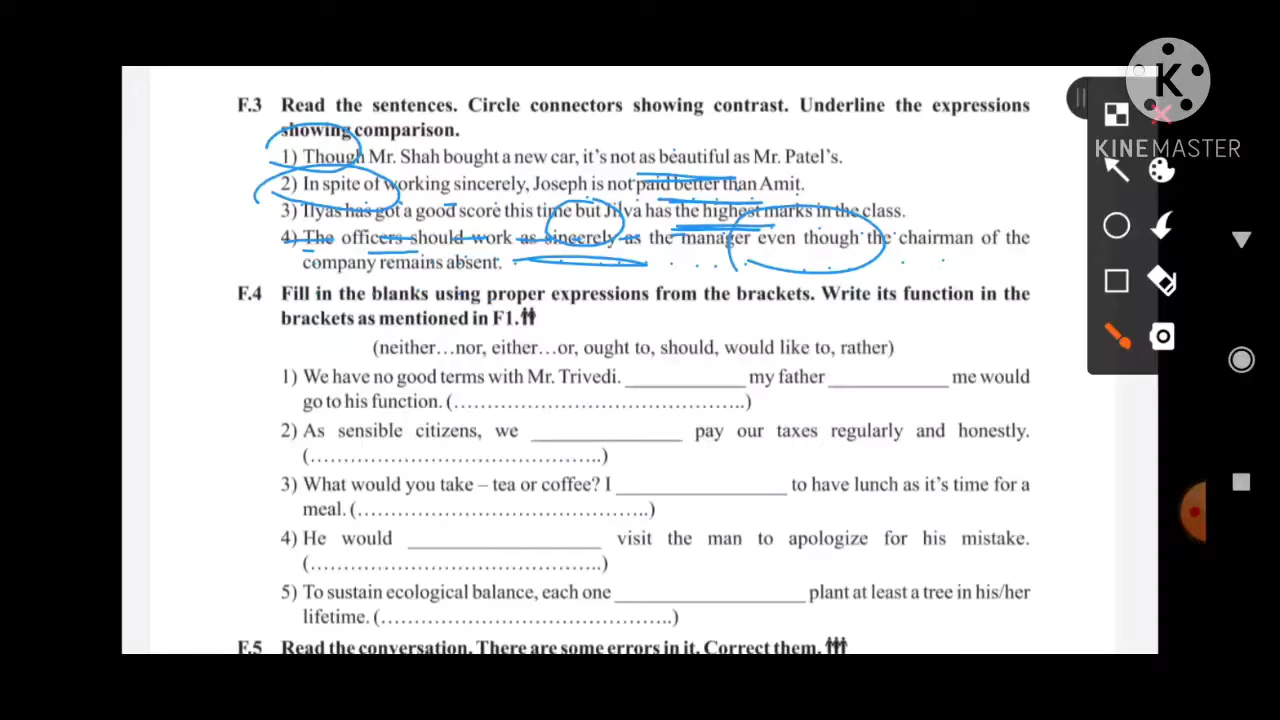 F.3 Read the sentences. Circle connectors showing contrast. Underline the expressions
showing comparison.
1) Though Mr. Shah bought a new car, it's not as beautiful as Mr. Patel's.
2) In spite of working sincerely, Joseph is not paid better than Amit.
3) Ilyas has got a good score this time but Jilva has the highest marks in the class.
4) The officers should work as sincerely as the manager even though the chairman of the
company remains absent.
F.4 Fill in the blanks using proper expressions from the brackets. Write its function in the
brackets as mentioned in F1.
(neither…nor, either…or, ought to, should, would like to, rather)
1) We have no good terms with Mr. Trivedi. ____________ my father ____________ me would
go to his function. (……………………………………..)
2) As sensible citizens, we _______________ pay our taxes regularly and honestly.
(……………………………………..)
3) What would you take – tea or coffee? I _________________ to have lunch as it's time for a
meal. (……………………………………..)
4) He would ___________________ visit the man to apologize for his mistake.
(……………………………………..)
5) To sustain ecological balance, each one ___________________ plant at least a tree in his/her
lifetime. (……………………………………..)
F.5 Read the conversation. There are some errors in it. Correct them.
K
KINEMASTER